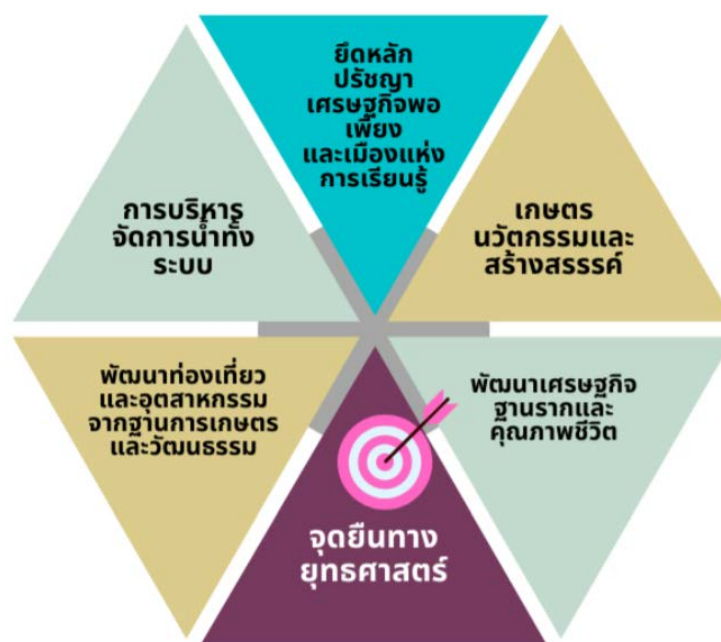 ยึดหลัก
ปรัชญา
เศรษฐกิจพอ
เพียง
และเมืองแห่ง
การเรียนรู้
การบริหาร
จัดการน้ำทั้ง
ระบบ
เกษตร
นวัตกรรมและ
สร้างสรรรค์
พัฒนาท่องเที่ยว
และอุตสาหกรรม
จากฐานการเกษตร
และวัฒนธรรม
พัฒนาเศรษฐกิจ
ฐานรากและ
คุณภาพชีวิต
จุดยืนทาง
ยุทธศาสตร์